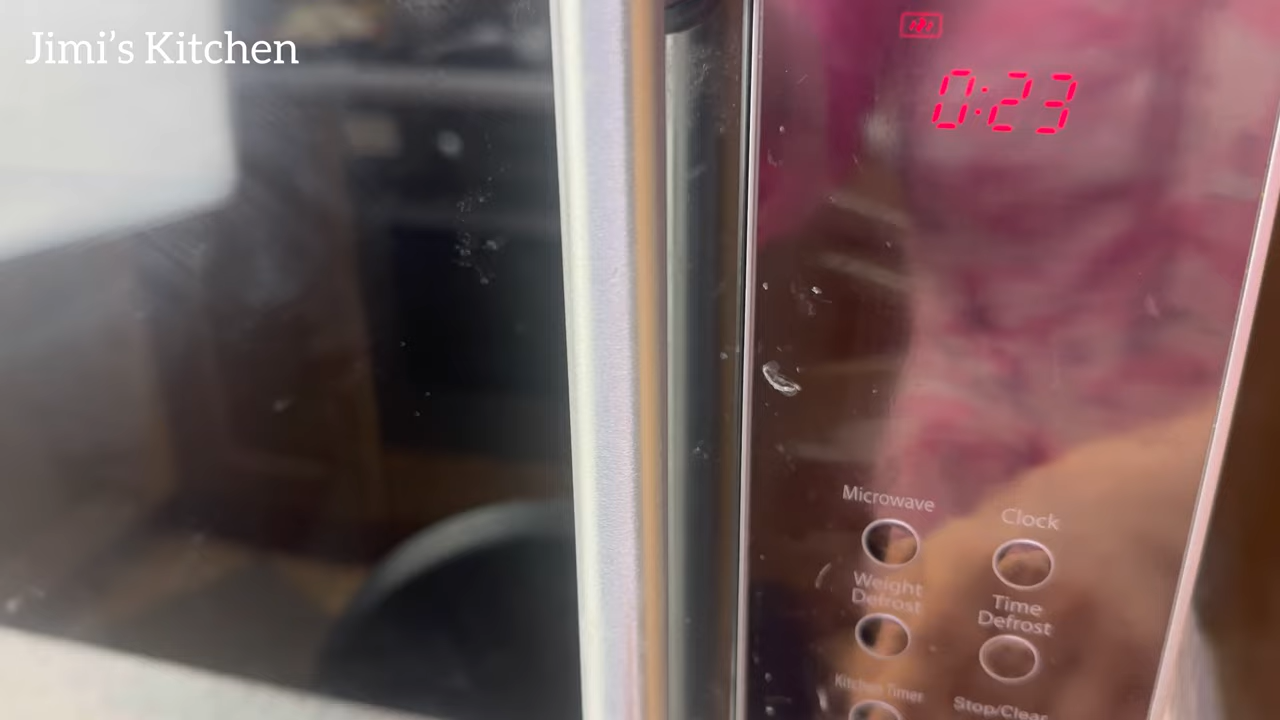 Jimi's Kitchen
0:23
Microwave
Clock
Weight
Defrost
Time
Defrost
Kitchen Timer
Stop/Clear